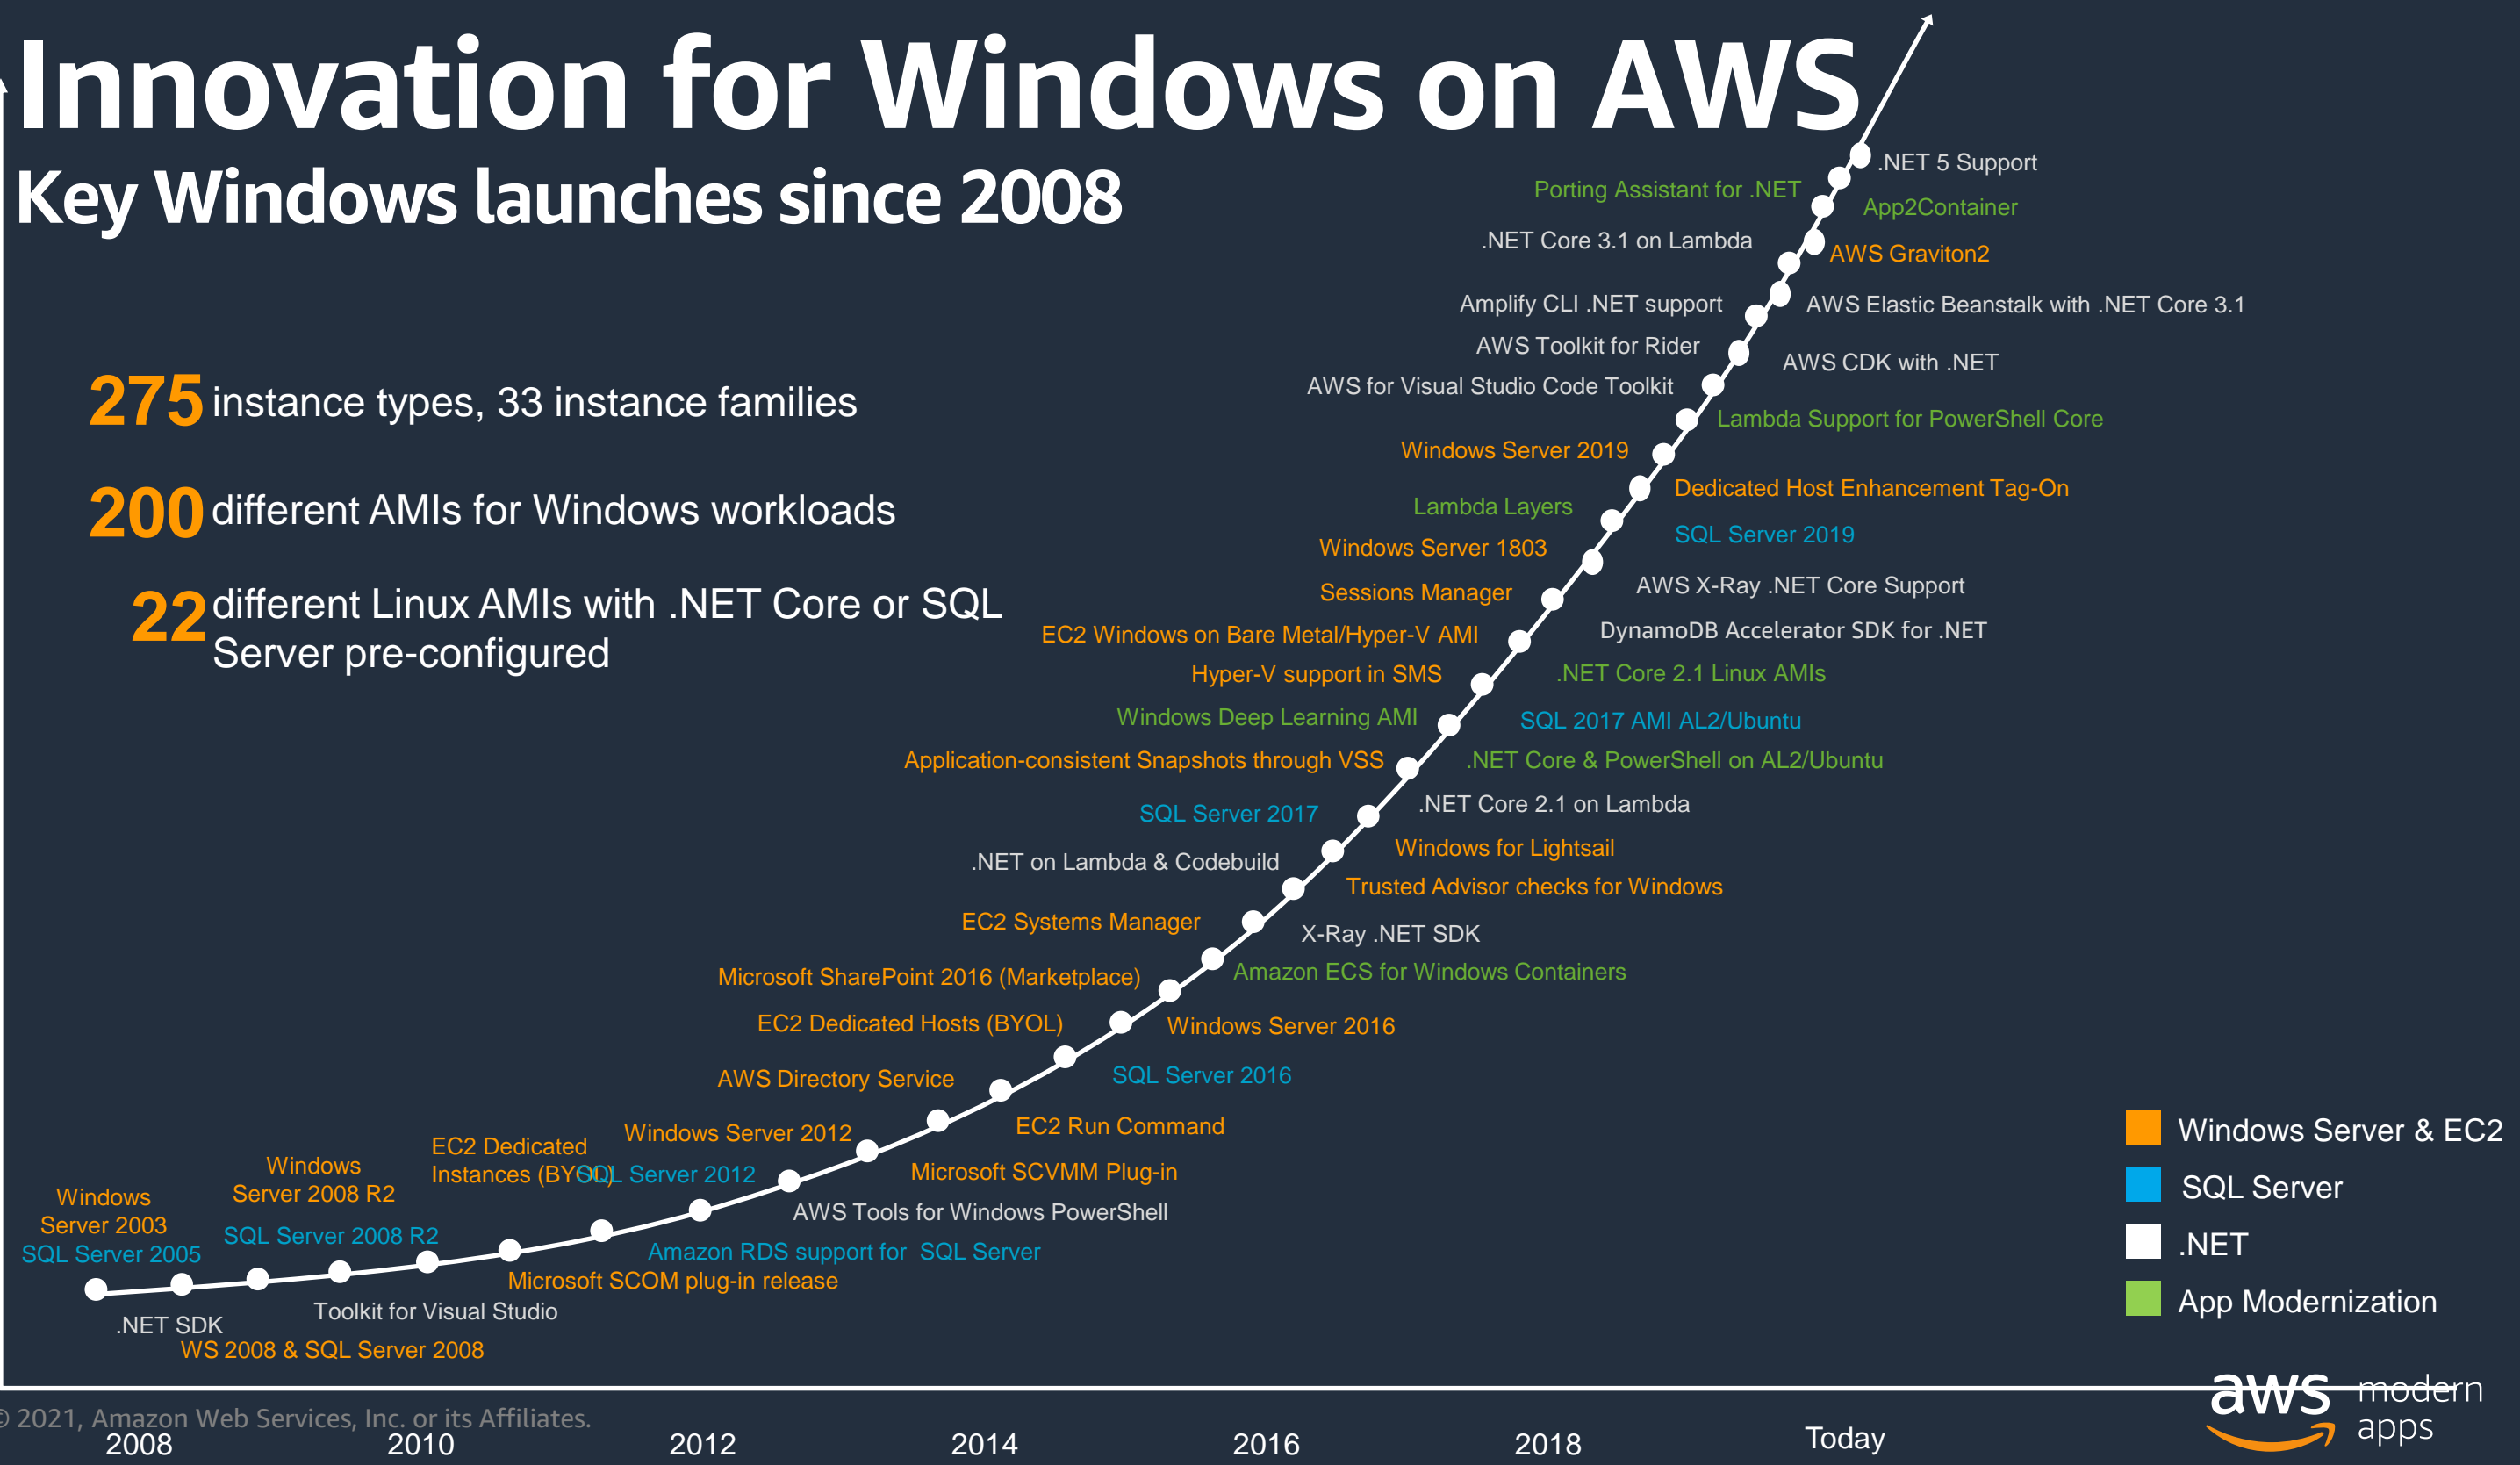 Innovation for Windows on AWS
Key Windows launches since 2008
275 instance types, 33 instance families
200 different AMIs for Windows workloads
22 different Linux AMIs with .NET Core or SQL
Server pre-configured
.NET 5 Support
Porting Assistant for .NET
App2Container
.NET Core 3.1 on Lambda
AWS Graviton2
Amplify CLI .NET support
AWS Elastic Beanstalk with .NET Core 3.1
AWS Toolkit for Rider
AWS CDK with .NET
AWS for Visual Studio Code Toolkit
Lambda Support for PowerShell Core
Windows Server 2019
Dedicated Host Enhancement Tag-On
Lambda Layers
SQL Server 2019
Windows Server 1803
AWS X-Ray .NET Core Support
Sessions Manager
DynamoDB Accelerator SDK for .NET
EC2 Windows on Bare Metal/Hyper-V AMI
Hyper-V support in SMS
.NET Core 2.1 Linux AMIs
Windows Deep Learning AMI
SQL 2017 AMI AL2/Ubuntu
Application-consistent Snapshots through VSS
.NET Core & PowerShell on AL2/Ubuntu
SQL Server 2017
.NET Core 2.1 on Lambda
Windows for Lightsail
.NET on Lambda & Codebuild
Trusted Advisor checks for Windows
EC2 Systems Manager
X-Ray .NET SDK
Microsoft SharePoint 2016 (Marketplace)
Amazon ECS for Windows Containers
EC2 Dedicated Hosts (BYOL)
Windows Server 2016
AWS Directory Service
SQL Server 2016
Windows Server 2012
EC2 Run Command
EC2 Dedicated
Instances (BYOL)
SQL Server 2012
Microsoft SCVMM Plug-in
Windows
Server 2008 R2
SQL Server 2008 R2
AWS Tools for Windows PowerShell
Windows
Server 2003
SQL Server 2005
Amazon RDS support for SQL Server
Microsoft SCOM plug-in release
Toolkit for Visual Studio
.NET SDK
WS 2008 & SQL Server 2008
Windows Server & EC2
SQL Server
.NET
App Modernization
© 2021, Amazon Web Services, Inc. or its Affiliates.
2008
2010
2012
2014
2016
2018
Today
aws
modern
apps